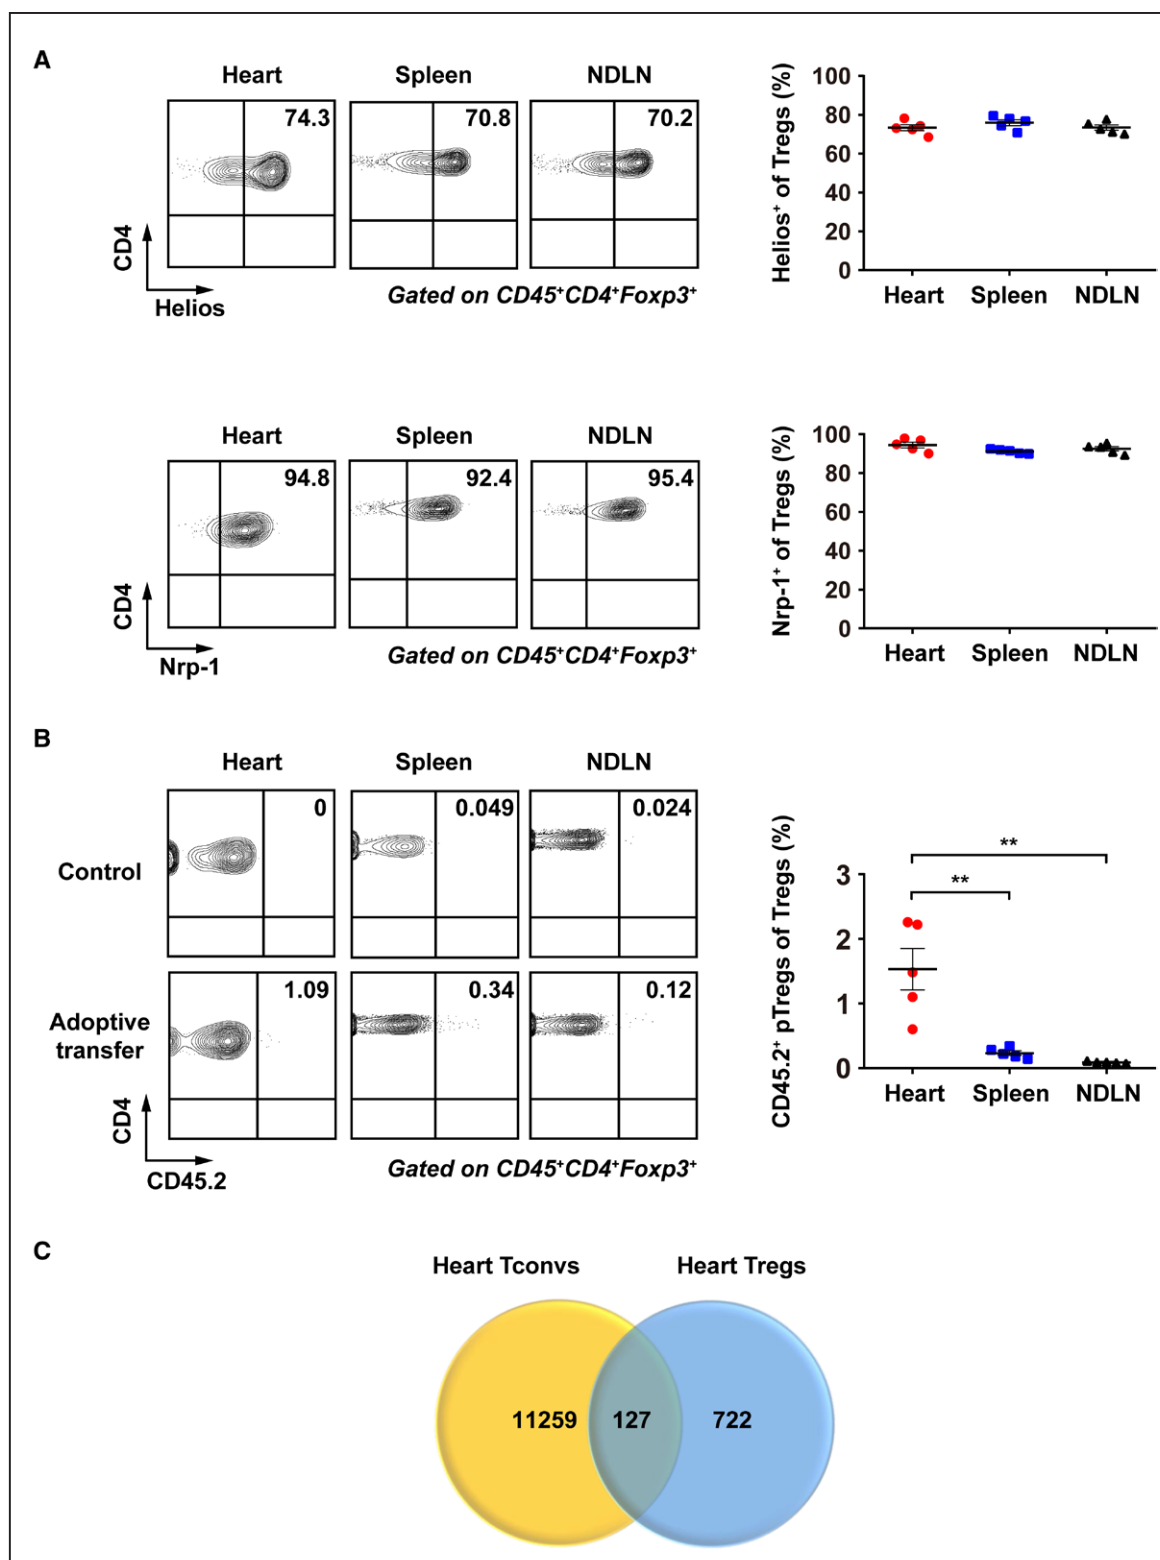 A
Heart Spleen NDLN
74.3 70.8 70.2
CD4
Helios
Gated on CD45⁺CD4⁺Foxp3⁺
Helios⁺ of Tregs (%)
100
80
60
40
20
0
Heart Spleen NDLN
Heart Spleen NDLN
94.8 92.4 95.4
CD4
Nrp-1
Gated on CD45⁺CD4⁺Foxp3⁺
Nrp-1⁺ of Tregs (%)
100
80
60
40
20
0
Heart Spleen NDLN
B
Heart Spleen NDLN
Control
0 0.049 0.024
Adoptive
transfer
1.09 0.34 0.12
CD4
CD45.2
Gated on CD45⁺CD4⁺Foxp3⁺
CD45.2⁺ pTregs of Tregs (%)
3
2
1
0
**
**
Heart Spleen NDLN
C
Heart Tconvs Heart Tregs
11259 127 722